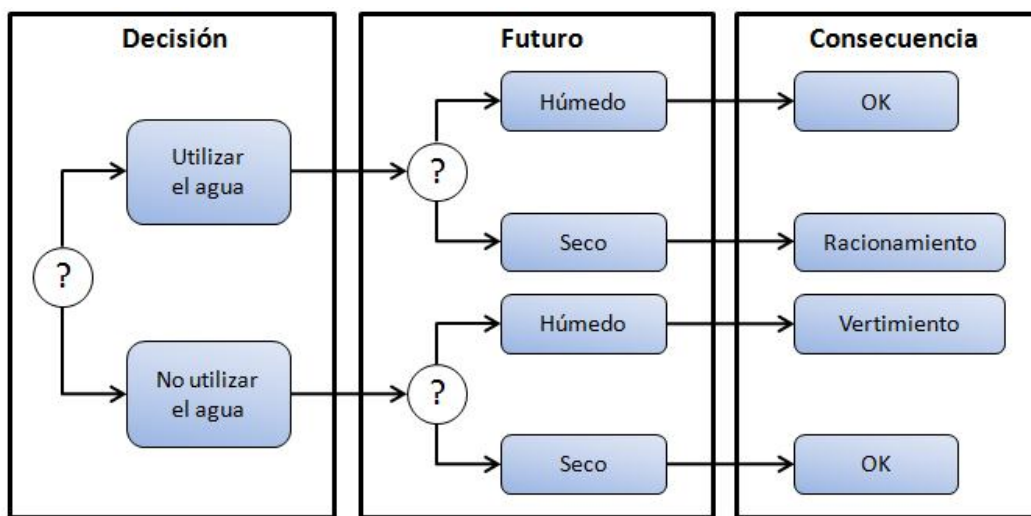 Decisión
Futuro
Consecuencia
Utilizar
el agua
Húmedo
OK
?
Seco
Racionamiento
?
Húmedo
Vertimiento
No utilizar
el agua
?
Seco
OK